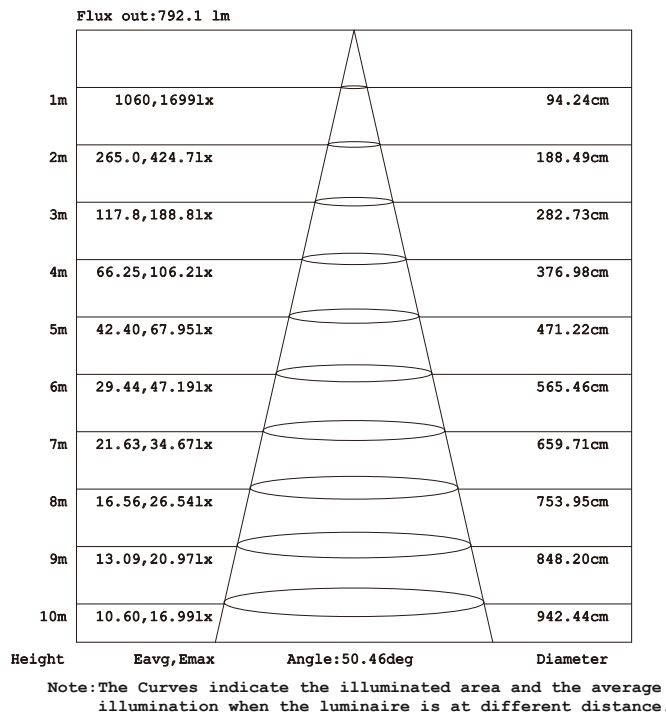 Flux out:792.1 lm
1m 1060,1699lx 94.24cm
2m 265.0,424.7lx 188.49cm
3m 117.8,188.8lx 282.73cm
4m 66.25,106.2lx 376.98cm
5m 42.40,67.95lx 471.22cm
6m 29.44,47.19lx 565.46cm
7m 21.63,34.67lx 659.71cm
8m 16.56,26.54lx 753.95cm
9m 13.09,20.97lx 848.20cm
10m 10.60,16.99lx 942.44cm
Height Eavg,Emax Angle:50.46deg Diameter
Note:The Curves indicate the illuminated area and the average
illumination when the luminaire is at different distance.